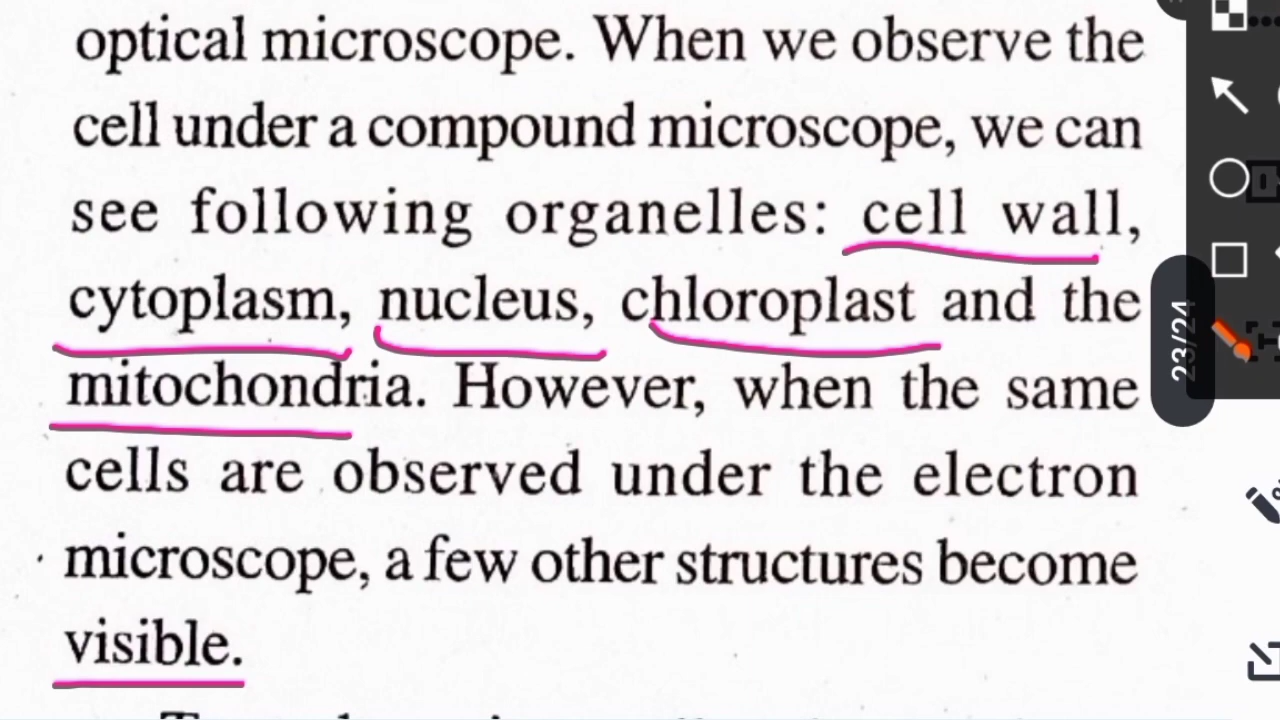 optical microscope. When we observe the
cell under a compound microscope, we can
see following organelles: cell wall,
cytoplasm, nucleus, chloroplast and the
mitochondria. However, when the same
cells are observed under the electron
microscope, a few other structures become
visible.
23/24